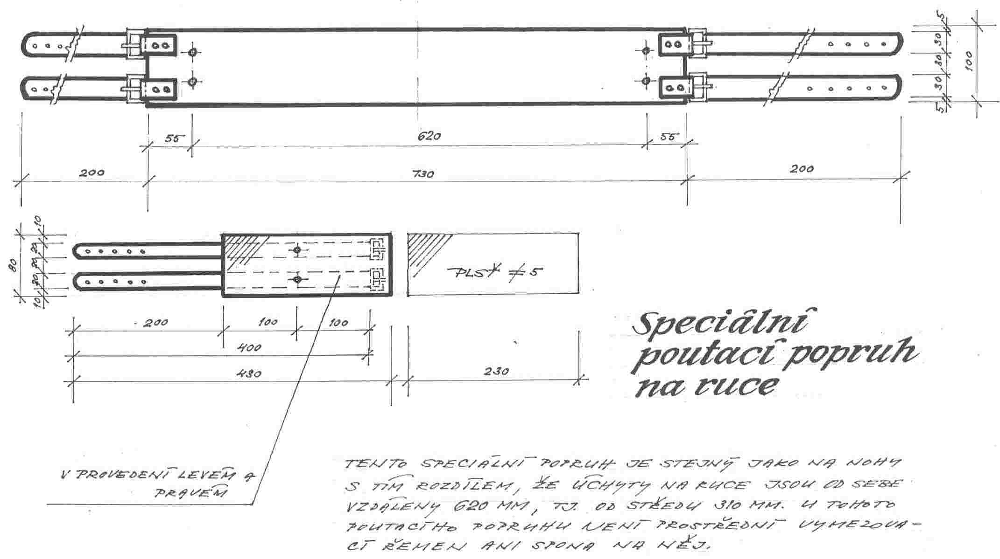 5
30
30
30
5
100
55
620
55
200
730
200
10
20
20
20
10
80
PLSŤ ≠ 5
200
100
100
400
430
230
Speciální
poutací popruh
na ruce
V PROVEDENÍ LEVÉM A
PRAVÉM
TENTO SPECIÁLNÍ POPRUH JE STEJNÝ JAKO NA NOHY
S TÍM ROZDÍLEM, ŽE ÚCHYTY NA RUCE JSOU OD SEBE
VZDÁLENY 620 MM, TJ. OD STŘEDU 310 MM. U TOHOTO
POUTACÍHO POPRUHU NENÍ PROSTŘEDNÍ VYMEZOVA-
CÍ ŘEMEN ANI SPONA NA NĚJ.